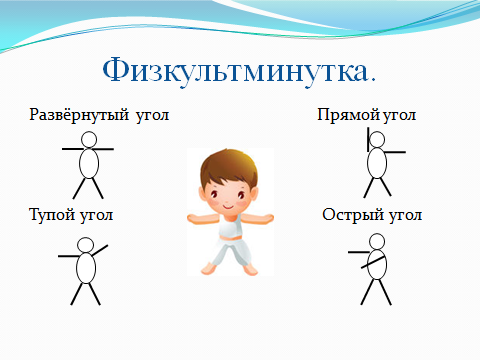 Физкультминутка.
Развёрнутый угол
Прямой угол
Тупой угол
Острый угол